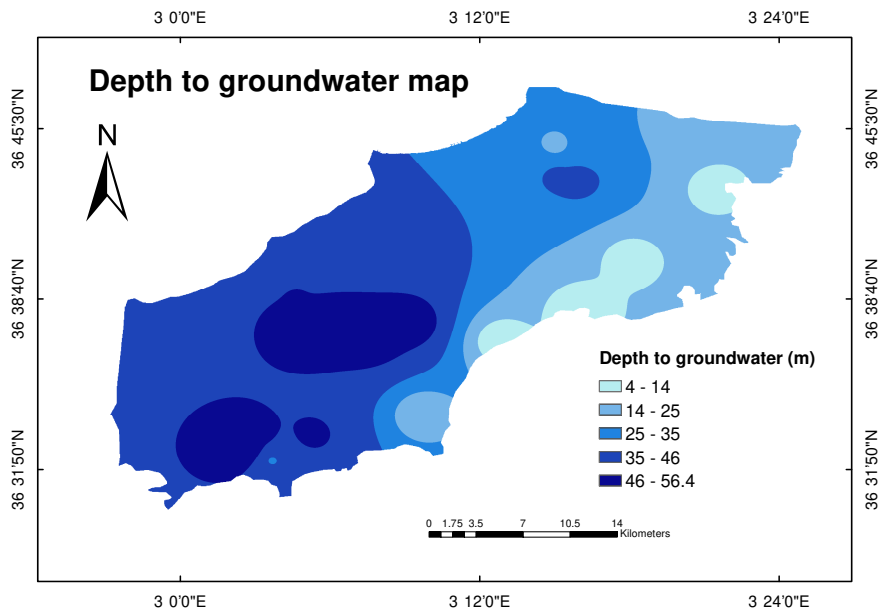 3 0'0"E 3 12'0"E 3 24'0"E
Depth to groundwater map
N
36 45'30"N 36 45'30"N
36 38'40"N 36 38'40"N
36 31'50"N 36 31'50"N
Depth to groundwater (m)
4 - 14
14 - 25
25 - 35
35 - 46
46 - 56.4
0 1.75 3.5 7 10.5 14
Kilometers
3 0'0"E 3 12'0"E 3 24'0"E